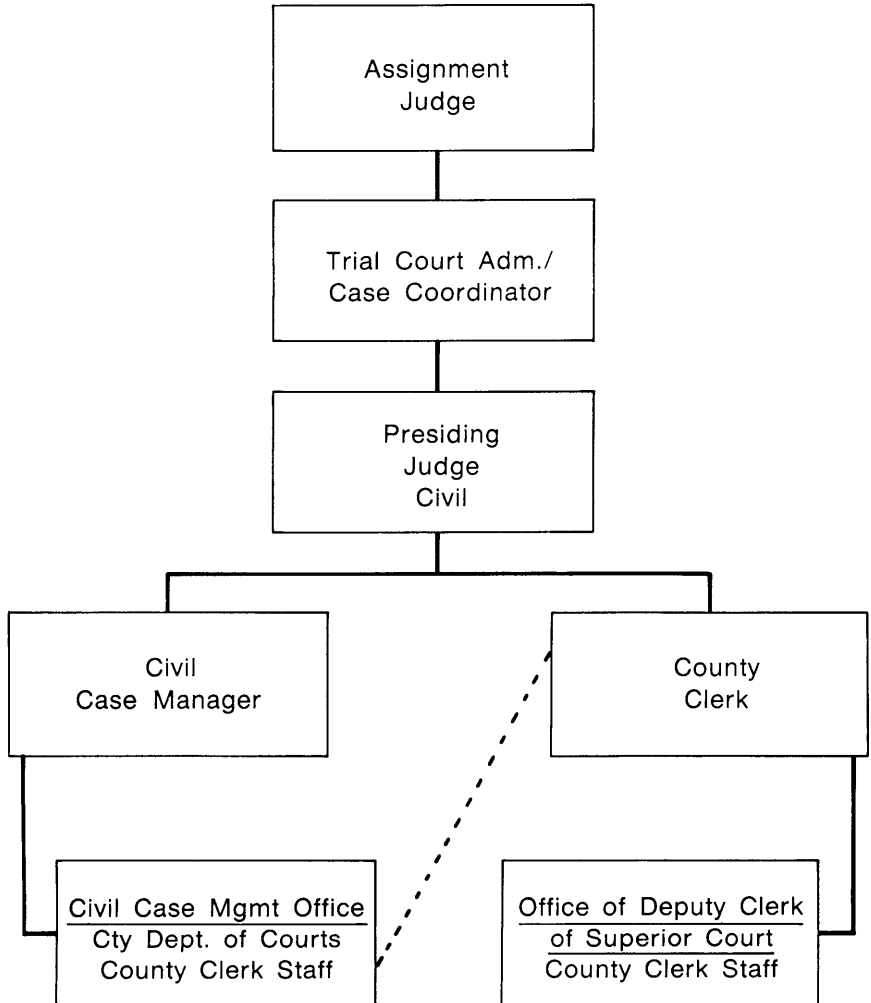 Assignment
Judge
Trial Court Adm./
Case Coordinator
Presiding
Judge
Civil
Civil
Case Manager
County
Clerk
Civil Case Mgmt Office
Cty Dept. of Courts
County Clerk Staff
Office of Deputy Clerk
of Superior Court
County Clerk Staff